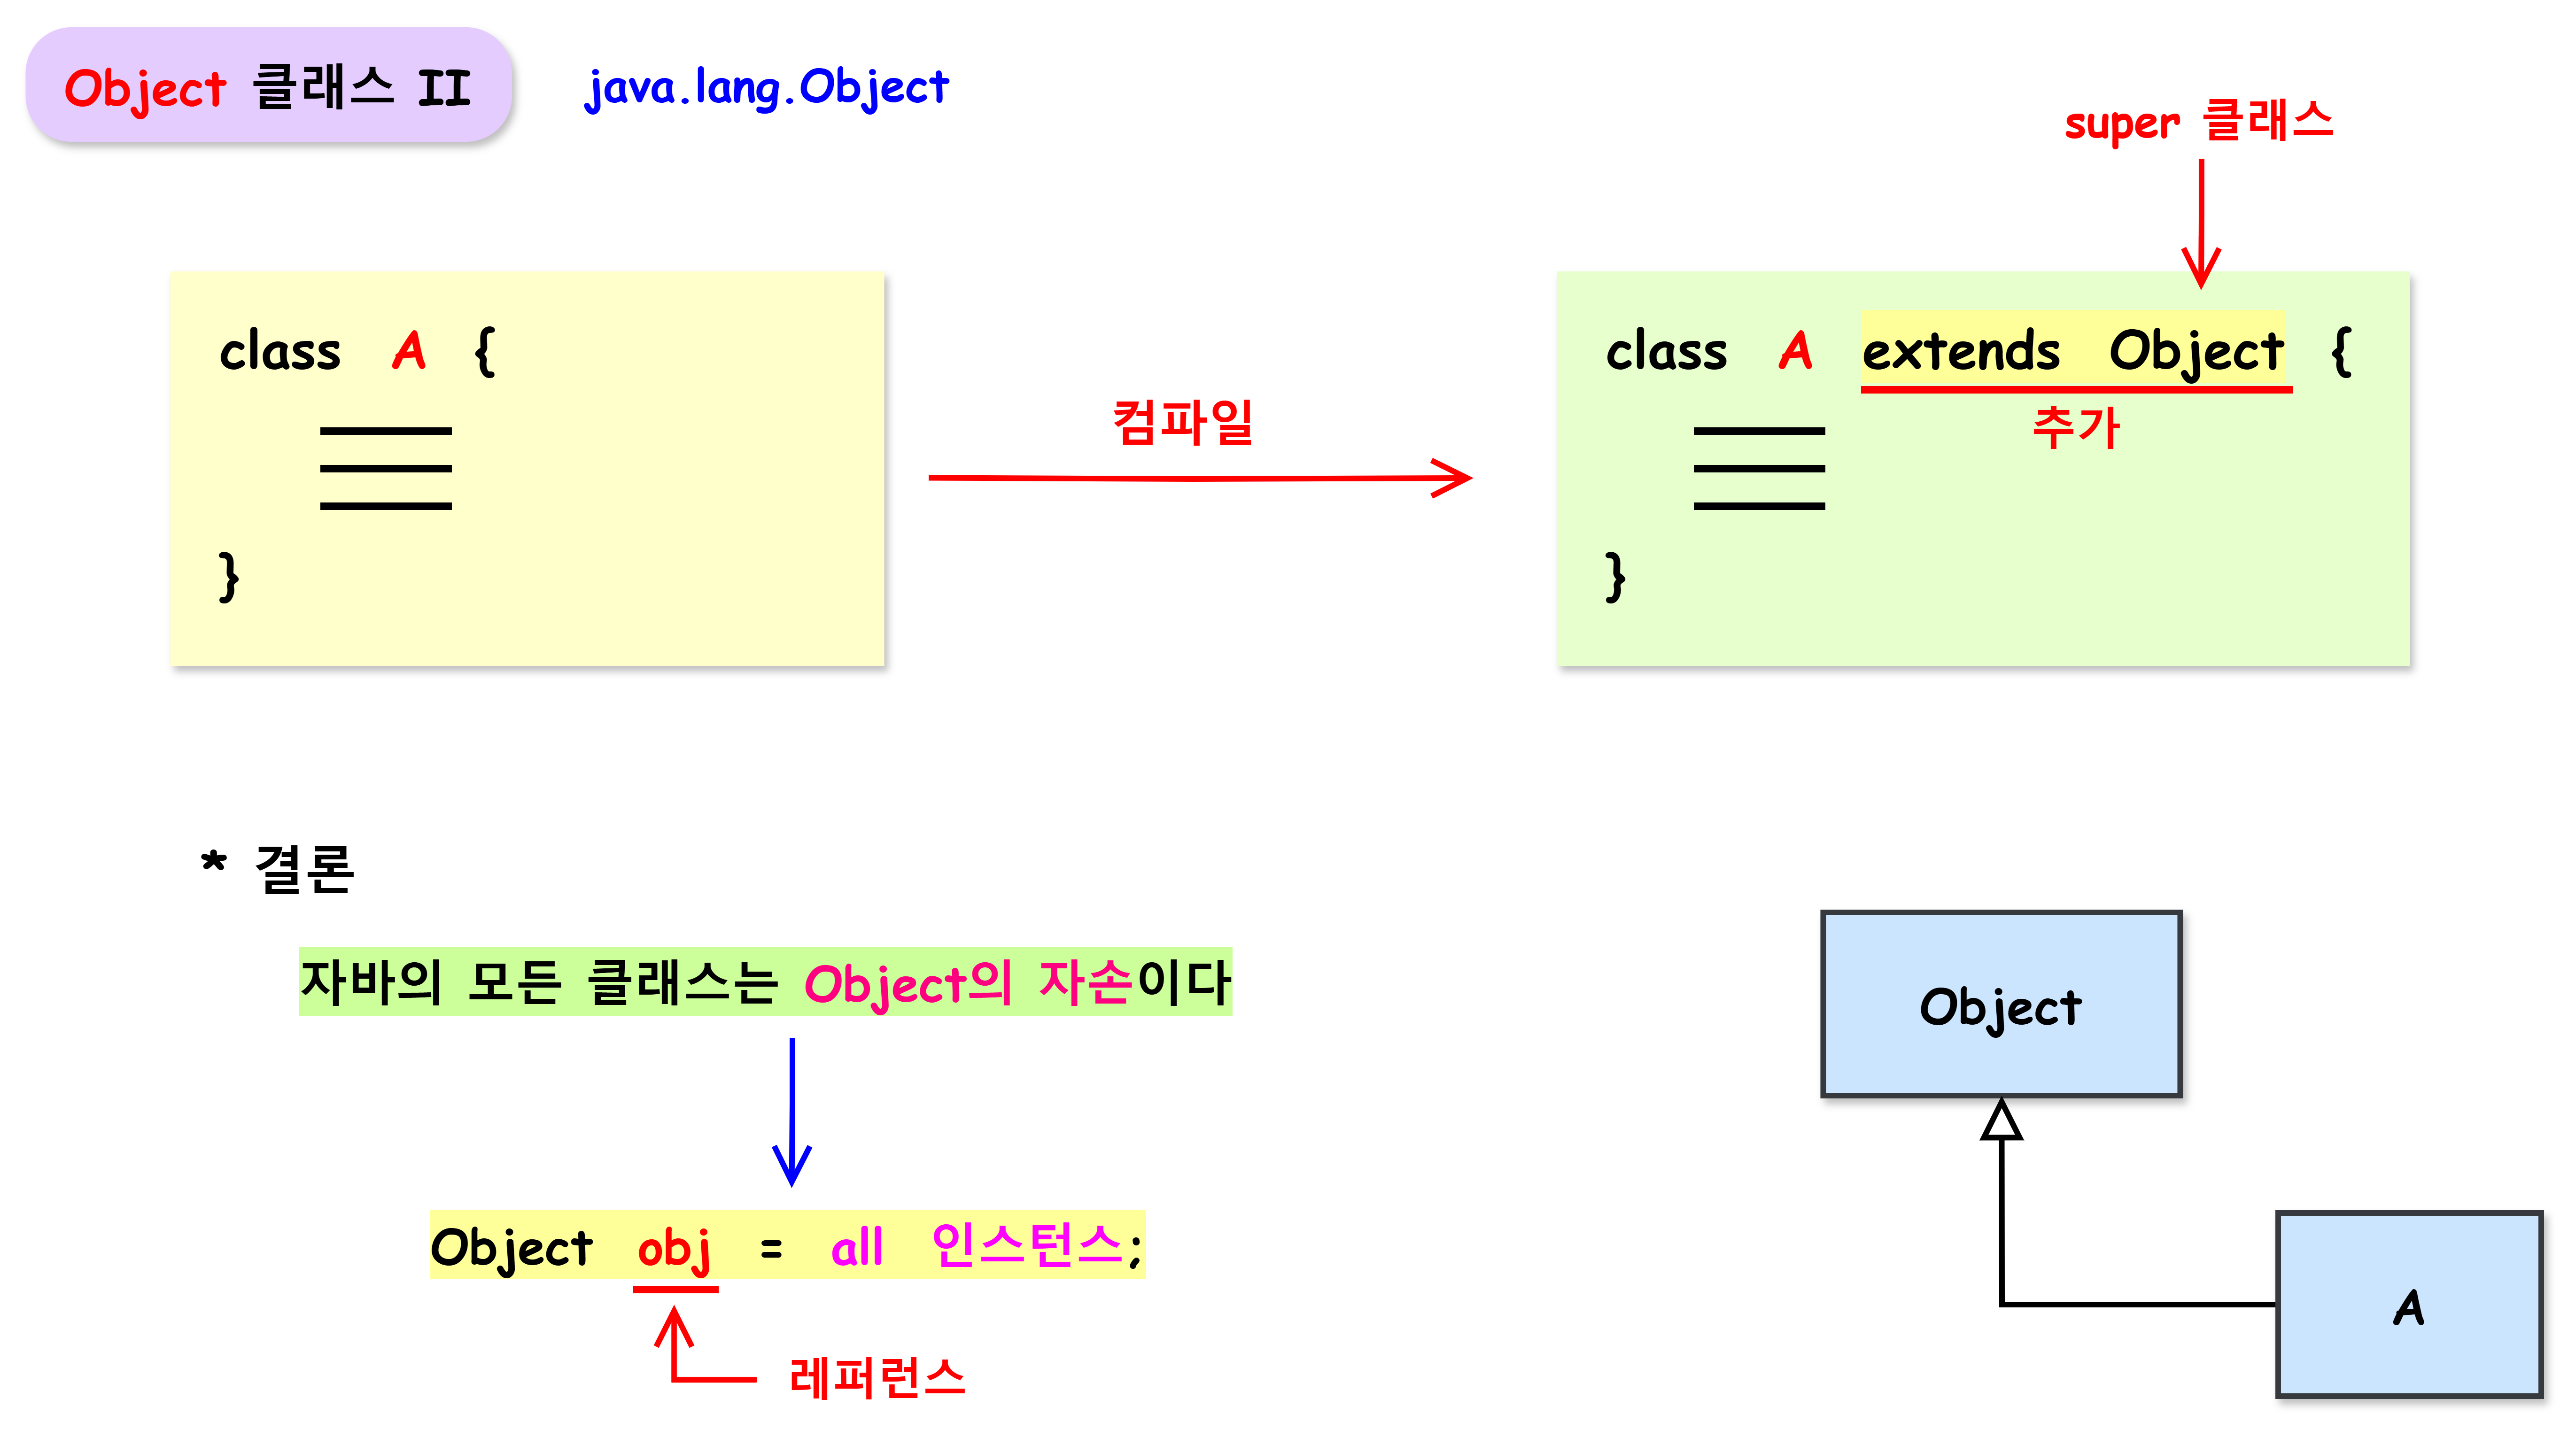 Object 클래스 II
java.lang.Object
super 클래스
class A {
}
컴파일
class A extends Object {
추가
}
* 결론
자바의 모든 클래스는 Object의 자손이다
Object obj = all 인스턴스;
레퍼런스
Object
A